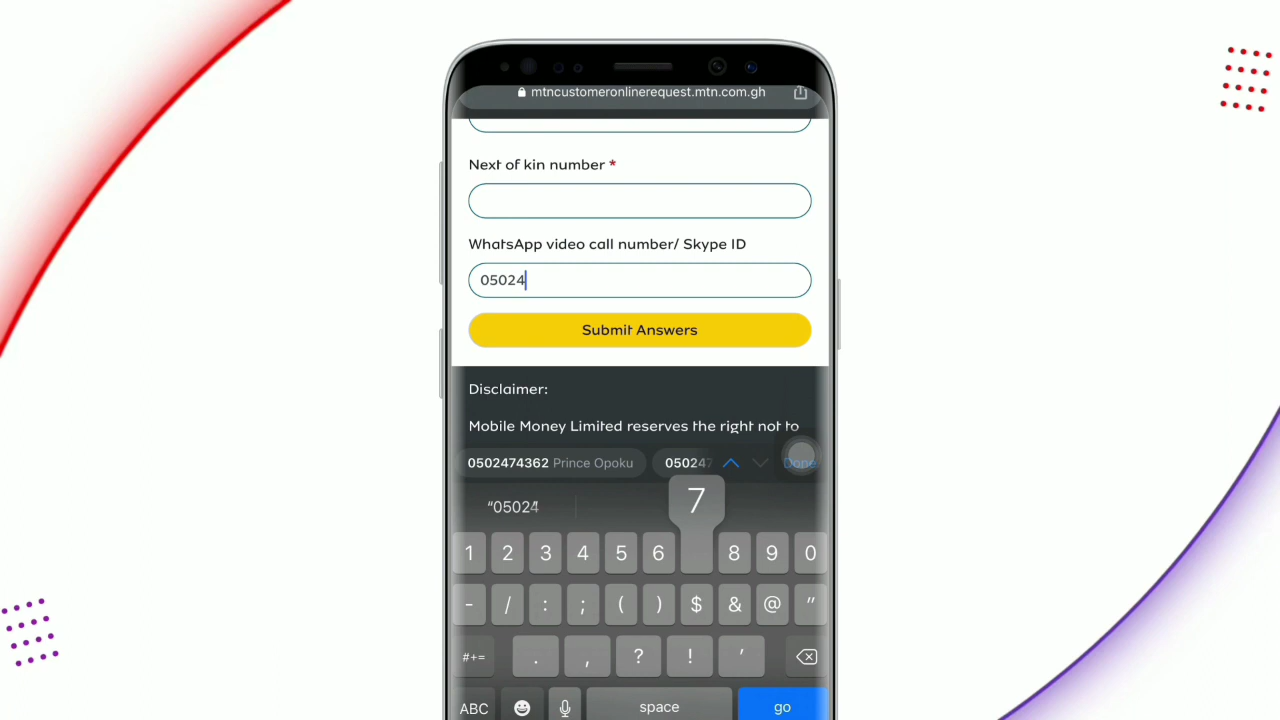 mtncustomeronlinerequest.mtn.com.gh
Next of kin number *
WhatsApp video call number/ Skype ID
05024
Submit Answers
Disclaimer:
Mobile Money Limited reserves the right not to
0502474362 Prince Opoku 050247 Done
"05024"
7
1 2 3 4 5 6 8 9 0
- / : ; ( ) $ & @ "
#+= . , ? ! '
ABC space go